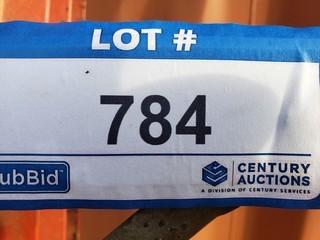 LOT #
784
ubBid™
CENTURY
AUCTIONS
A DIVISION OF CENTURY SERVICES